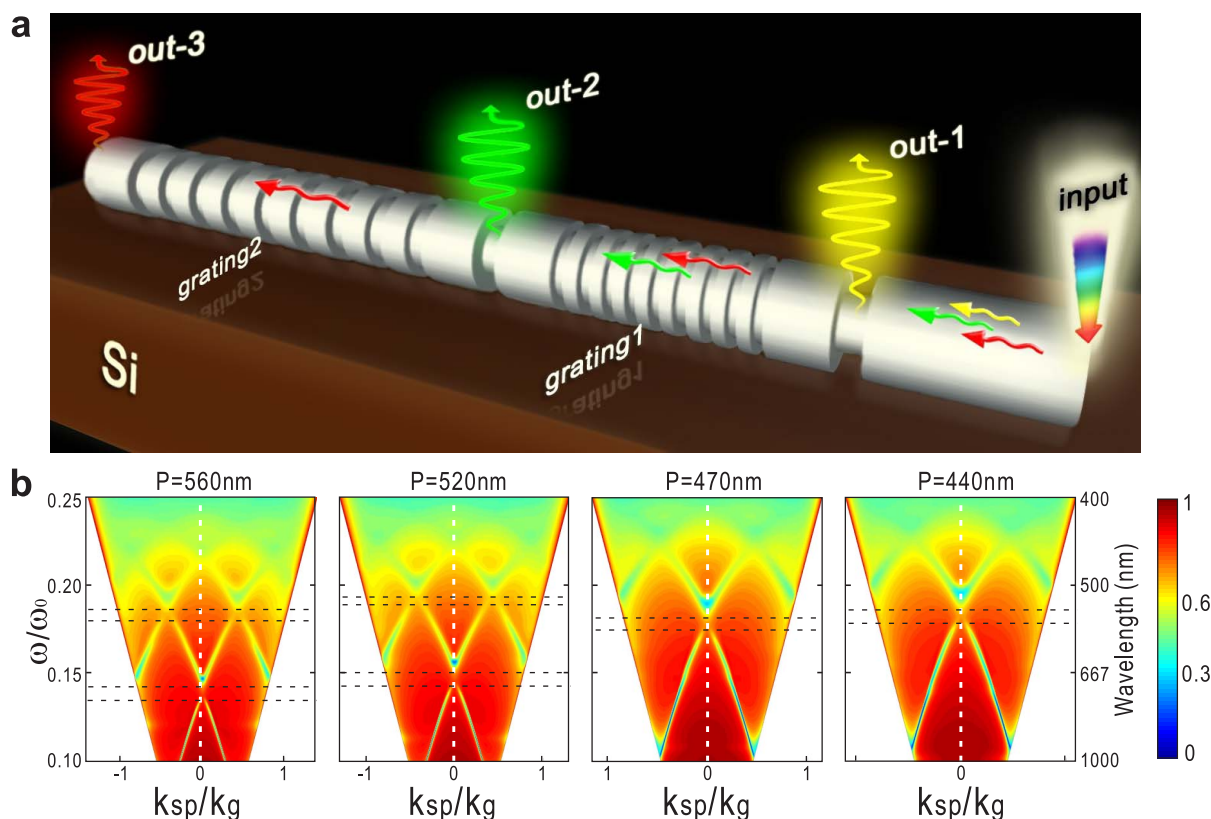 a
out-3
out-2
out-1
input
grating2
grating2
grating1
grating1
Si
b
P=560nm P=520nm P=470nm P=440nm
0.25 400
0.20 500
0.15 667
0.10 1000
ω/ω₀
Wavelength (nm)
1
0.6
0.3
0
-1 0 1 -1 0 1 1 0 1 0
ksp/kg ksp/kg ksp/kg ksp/kg